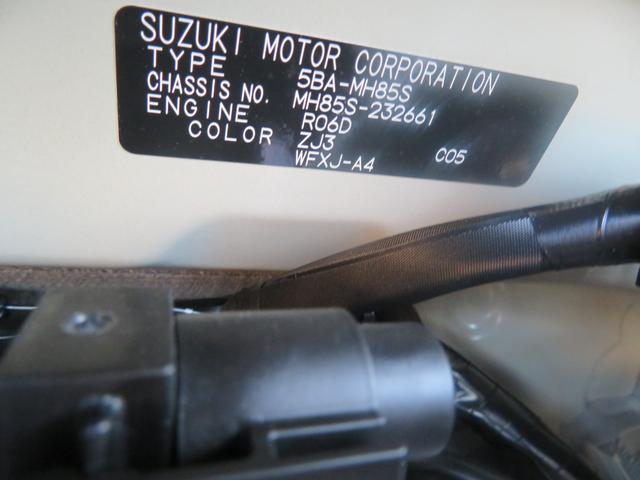 SUZUKI MOTOR CORPORATION
TYPE 5BA-MH85S
CHASSIS NO. MH85S-232661
ENGINE R06D
COLOR ZJ3
WFXJ-A4 C05